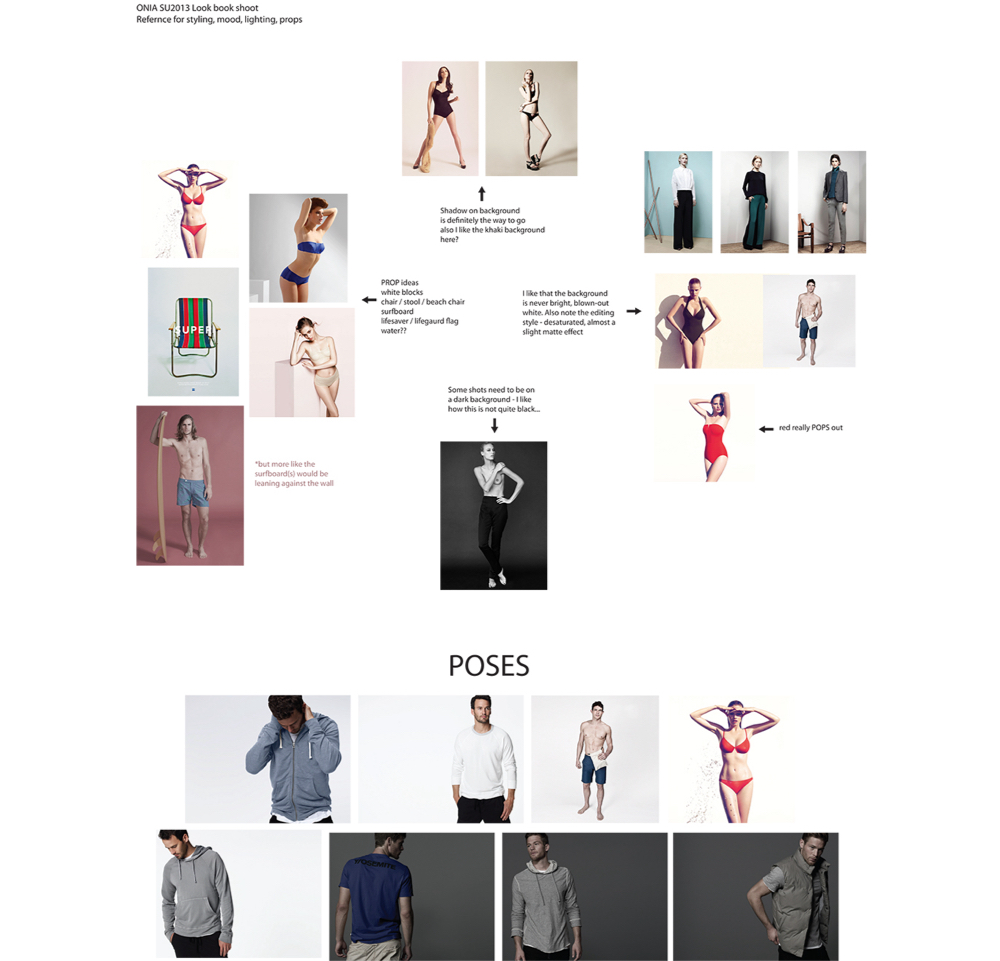 ONIA SU2013 Look book shoot
Refernce for styling, mood, lighting, props
Shadow on background
is definitely the way to go
also I like the khaki background
here?
PROP ideas
white blocks
chair / stool / beach chair
surfboard
lifesaver / lifegaurd flag
water??
I like that the background
is never bright, blown-out
white. Also note the editing
style - desaturated, almost a
slight matte effect
SUPER
Some shots need to be on
a dark background - I like
how this is not quite black...
red really POPS out
*but more like the
surfboard(s) would be
leaning against the wall
POSES